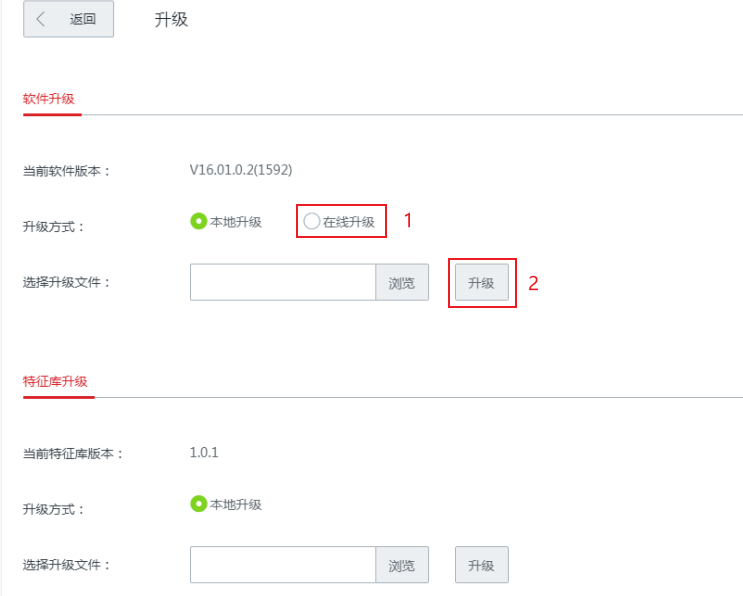 返回 升级
软件升级
当前软件版本： V16.01.0.2(1592)
升级方式： 本地升级 在线升级 1
选择升级文件： 浏览 升级 2
特征库升级
当前特征库版本： 1.0.1
升级方式： 本地升级
选择升级文件： 浏览 升级